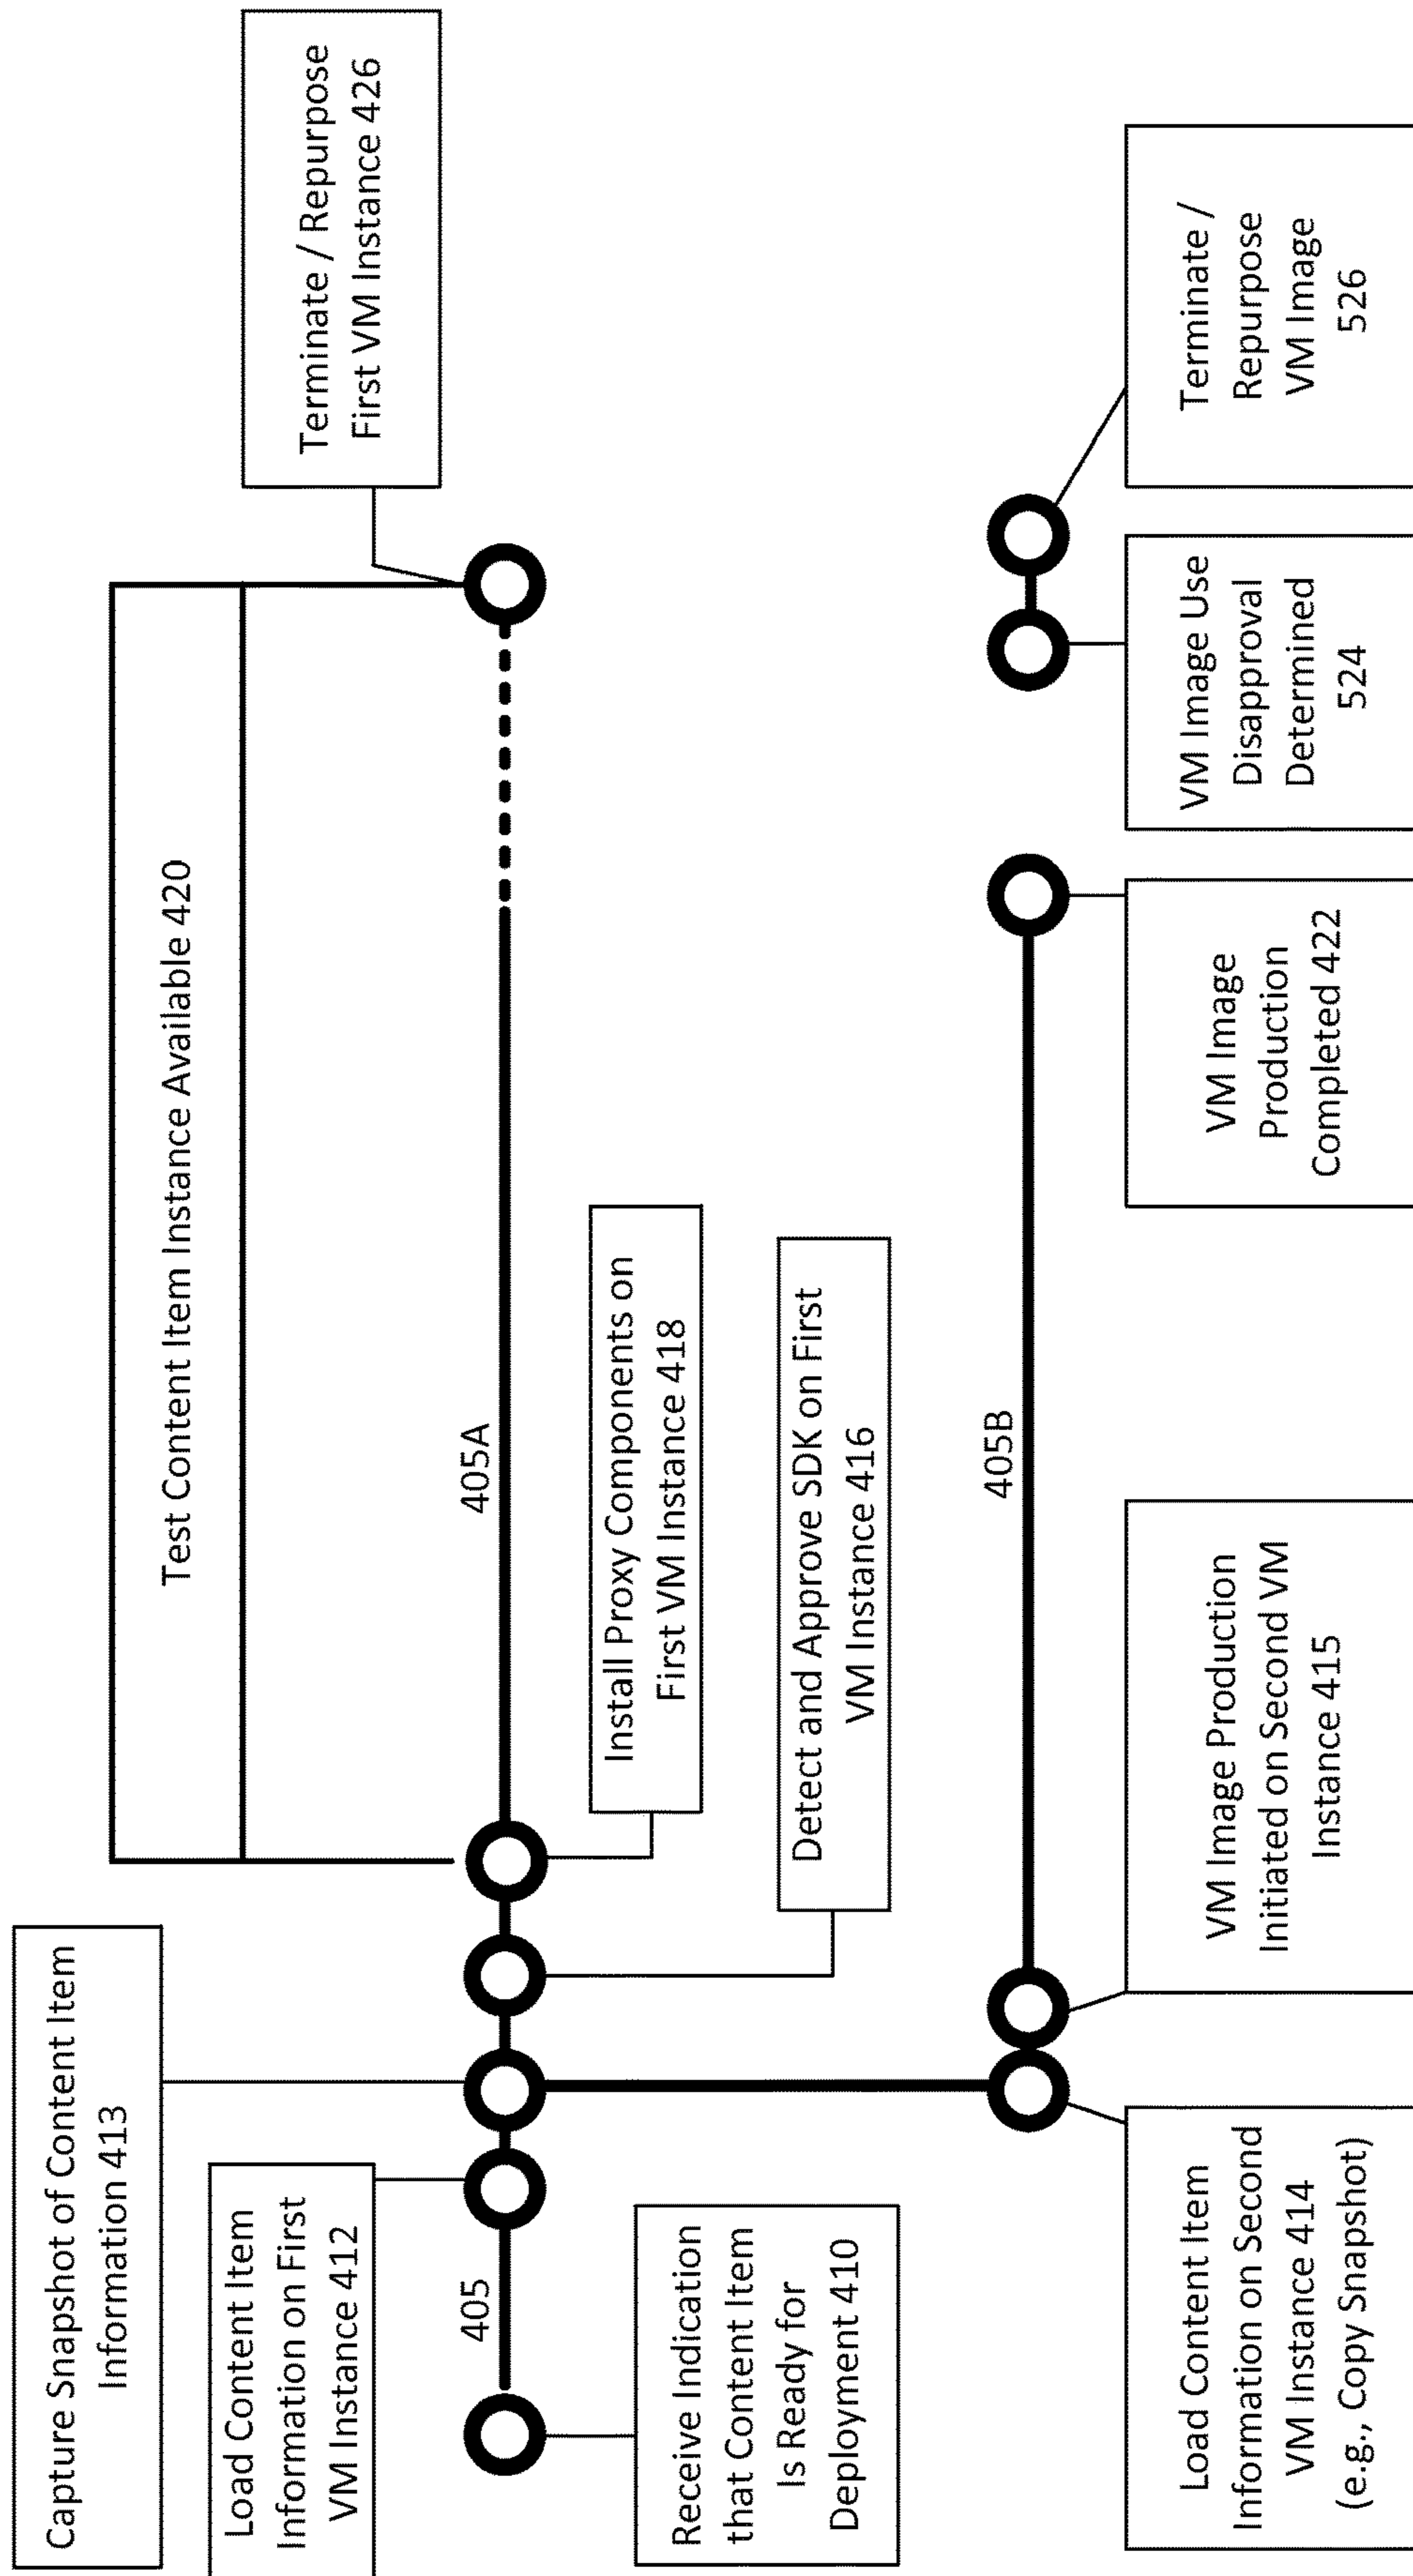 Capture Snapshot of Content Item
Information 413
Load Content Item
Information on First
VM Instance 412
405
Receive Indication
that Content Item
Is Ready for
Deployment 410
Test Content Item Instance Available 420
Terminate / Repurpose
First VM Instance 426
405A
Install Proxy Components on
First VM Instance 418
Detect and Approve SDK on First
VM Instance 416
405B
Load Content Item
Information on Second
VM Instance 414
(e.g., Copy Snapshot)
VM Image Production
Initiated on Second VM
Instance 415
VM Image
Production
Completed 422
VM Image Use
Disapproval
Determined
524
Terminate /
Repurpose
VM Image
526